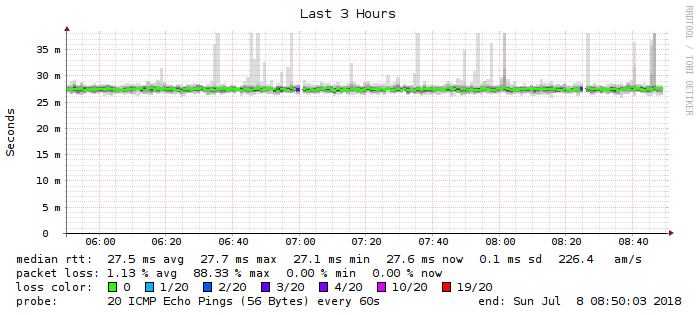 Last 3 Hours
RRDTOOL / TOBI OETIKER
Seconds
35 m
30 m
25 m
20 m
15 m
10 m
5 m
0
06:00 06:20 06:40 07:00 07:20 07:40 08:00 08:20 08:40
median rtt: 27.5 ms avg 27.7 ms max 27.1 ms min 27.6 ms now 0.1 ms sd 226.4 am/s
packet loss: 1.13 % avg 88.33 % max 0.00 % min 0.00 % now
loss color: 0 1/20 2/20 3/20 4/20 10/20 19/20
probe: 20 ICMP Echo Pings (56 Bytes) every 60s end: Sun Jul 8 08:50:03 2018